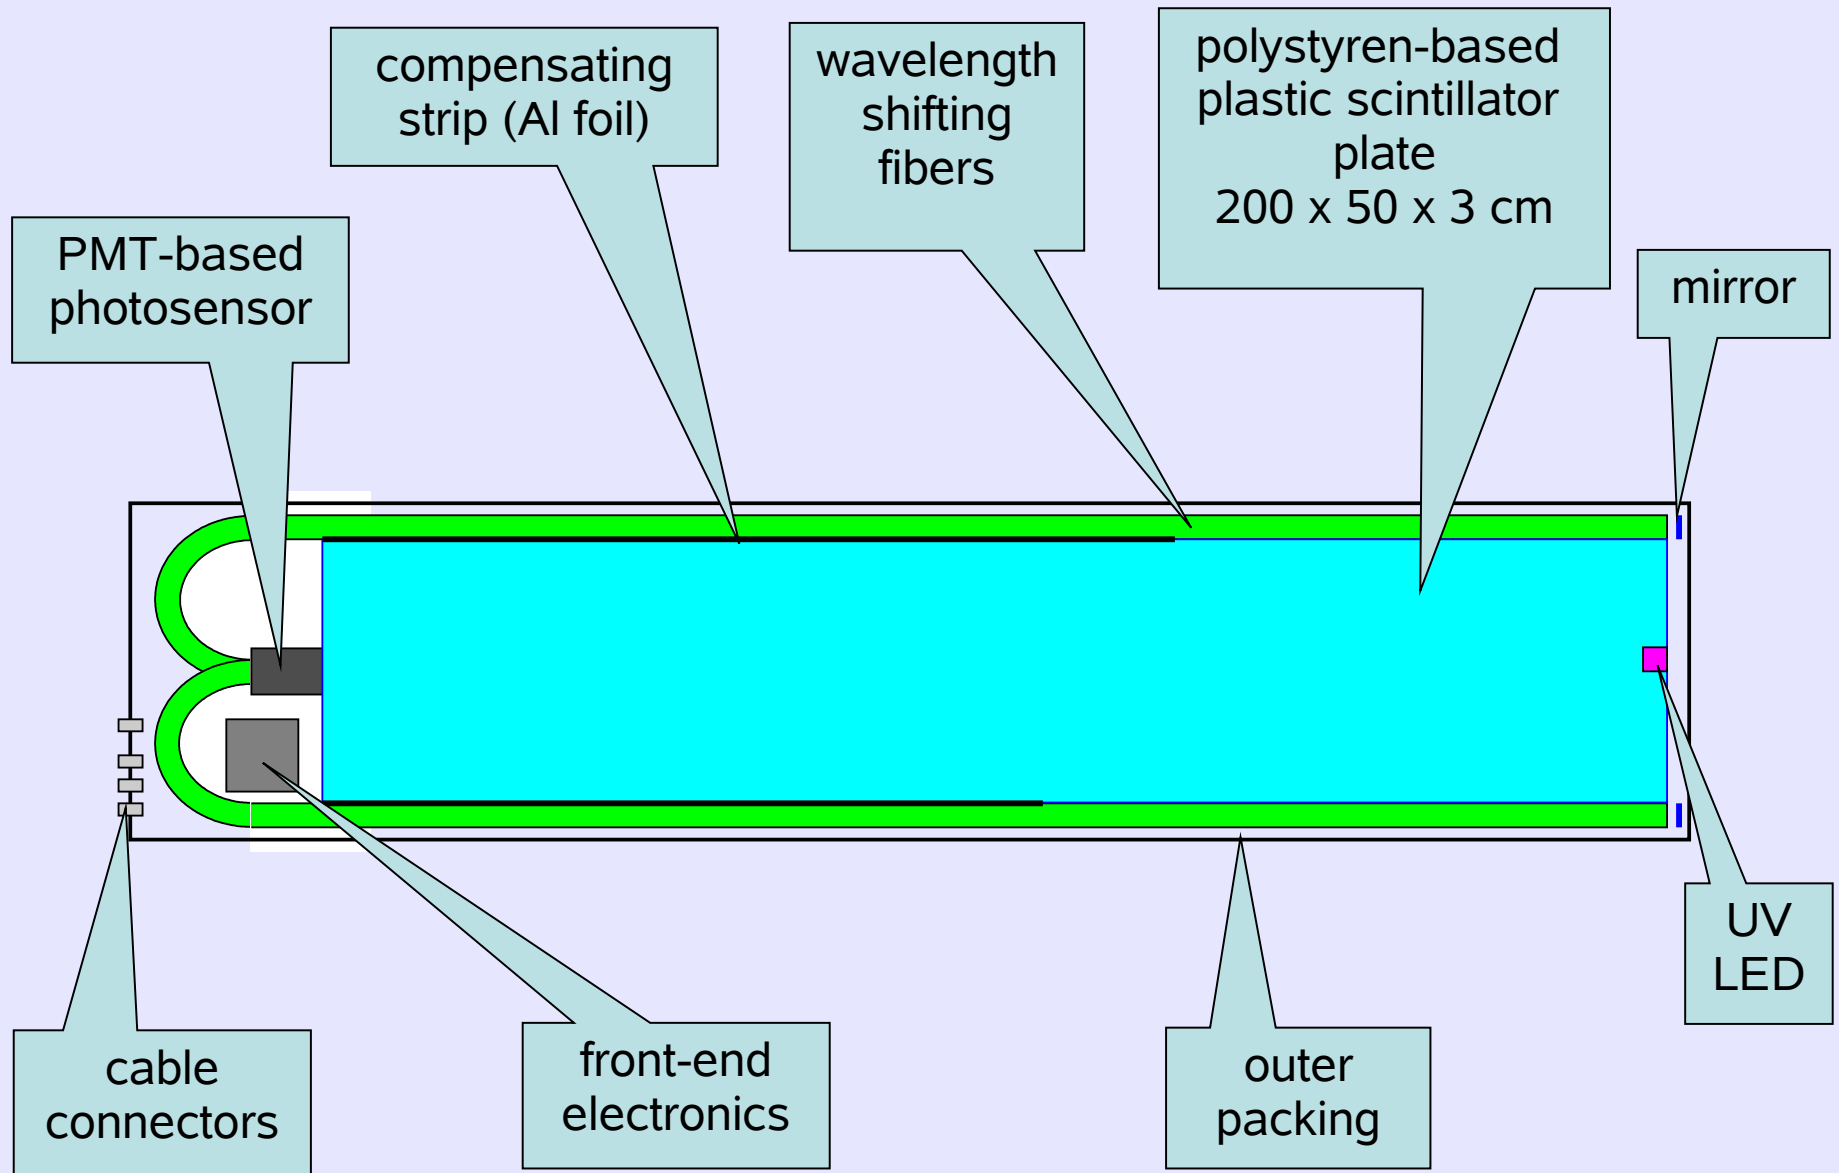 compensating
strip (Al foil)
wavelength
shifting
fibers
polystyren-based
plastic scintillator
plate
200 x 50 x 3 cm
PMT-based
photosensor
mirror
UV
LED
cable
connectors
front-end
electronics
outer
packing